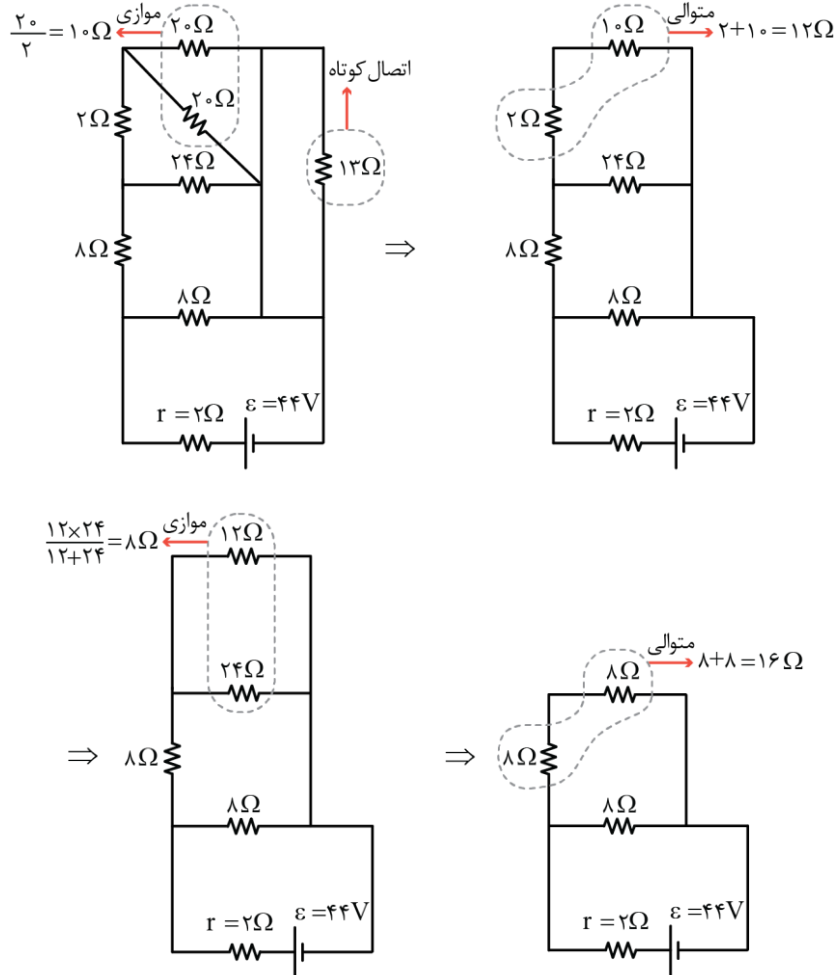 ۲۰/۲ = ۱۰Ω موازی ۲۰Ω
۲۰Ω
اتصال کوتاه
۲Ω
۲۴Ω
۱۳Ω
۸Ω
۸Ω
r = ۲Ω
ε = ۴۴V
⇒
۱۰Ω متوالی ۲+۱۰=۱۲Ω
۲Ω
۲۴Ω
۸Ω
۸Ω
r = ۲Ω
ε = ۴۴V
⇒
(۱۲×۲۴)/(۱۲+۲۴) = ۸Ω موازی ۱۲Ω
۲۴Ω
۸Ω
۸Ω
r = ۲Ω
ε = ۴۴V
⇒
متوالی ۸+۸=۱۶Ω
۸Ω
۸Ω
۸Ω
r = ۲Ω
ε = ۴۴V